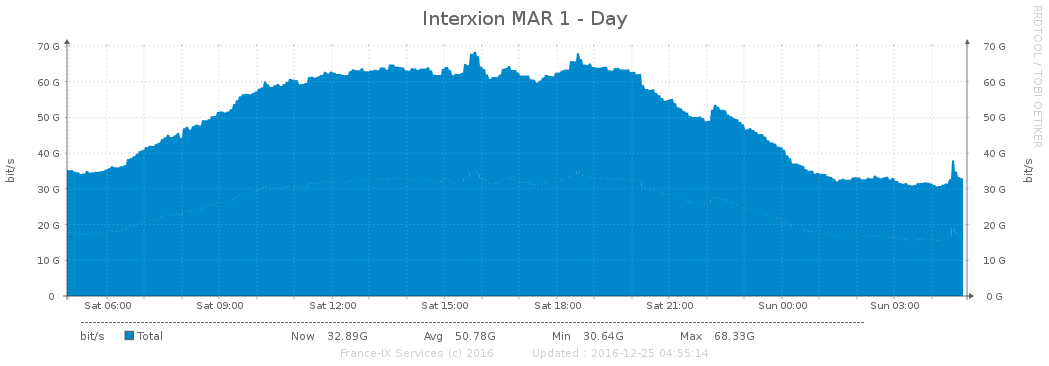 Interxion MAR 1 - Day
RRDTOOL / TOBI OETIKER
70 G 70 G
60 G 60 G
50 G 50 G
40 G 40 G
30 G 30 G
20 G 20 G
10 G 10 G
0 0 G
bit/s bit/s
Sat 06:00 Sat 09:00 Sat 12:00 Sat 15:00 Sat 18:00 Sat 21:00 Sun 00:00 Sun 03:00
bit/s Total Now 32.89G Avg 50.78G Min 30.64G Max 68.33G
France-IX Services (c) 2016 Updated : 2016-12-25 04:55:14